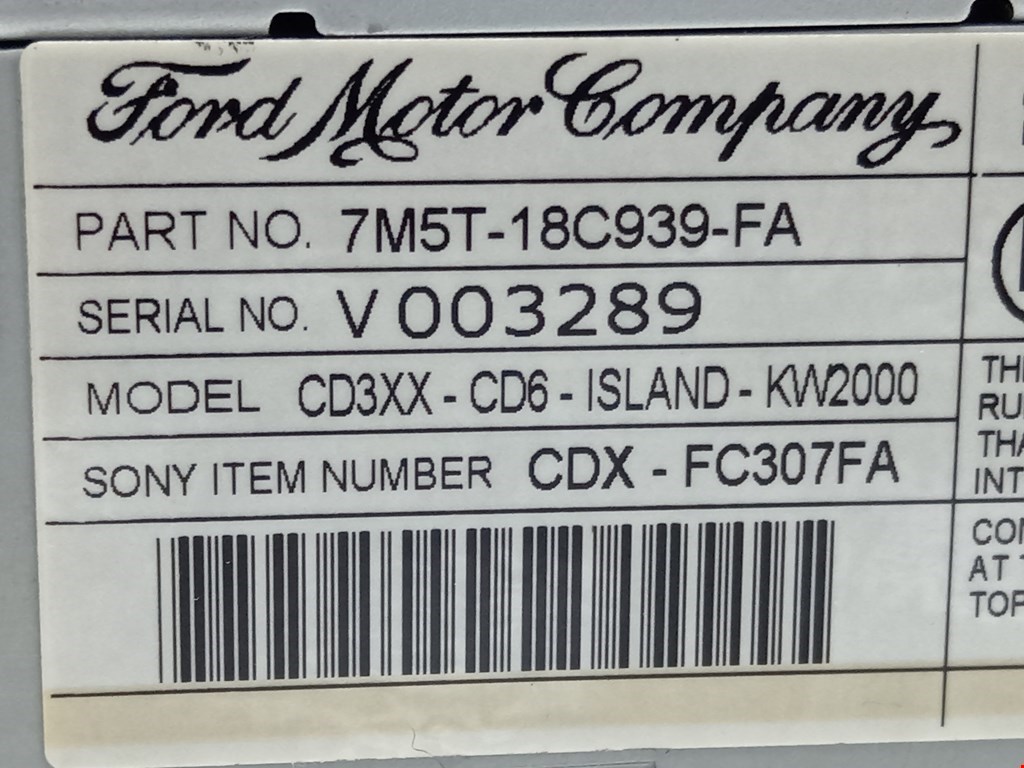 Ford Motor Company
PART NO. 7M5T-18C939-FA
SERIAL NO. V003289
MODEL CD3XX - CD6 - ISLAND - KW2000
SONY ITEM NUMBER CDX - FC307FA
AT